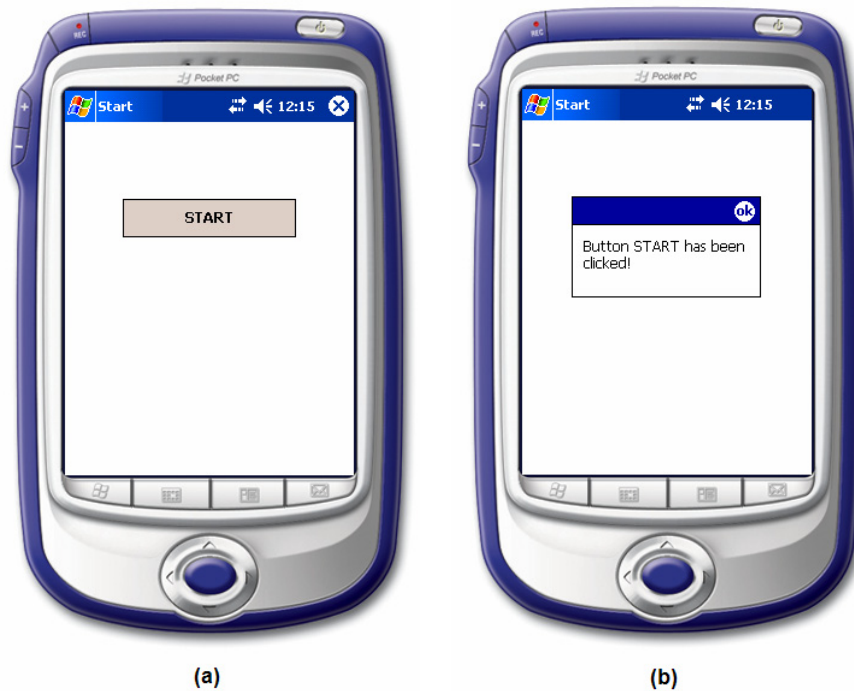 REC
Pocket PC
Start 12:15
START
(a)
REC
Pocket PC
Start 12:15
ok
Button START has been
clicked!
(b)